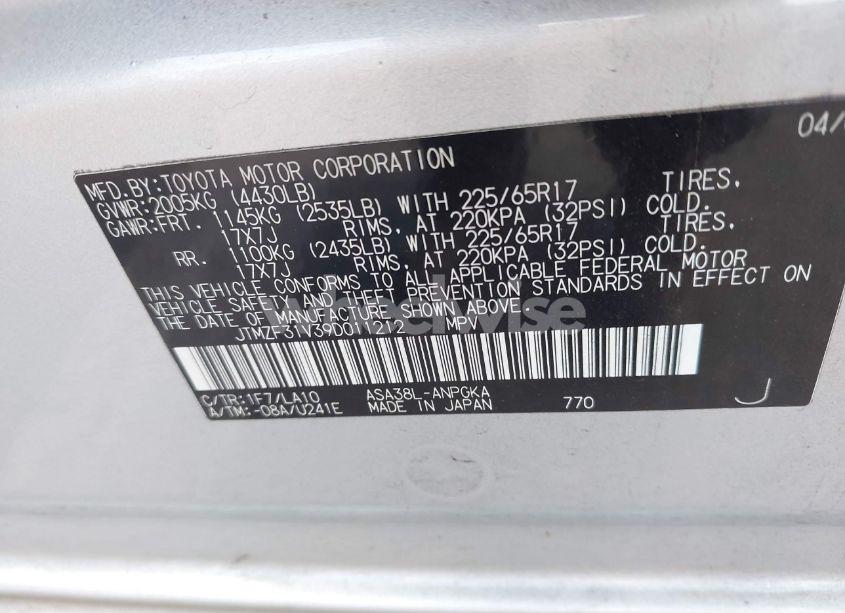 04/
MFD.BY:TOYOTA MOTOR CORPORATION
GVWR:2005KG (4430LB)
GAWR:FRT. 1145KG (2535LB) WITH 225/65R17 TIRES,
17X7J RIMS, AT 220KPA (32PSI) COLD.
RR. 1100KG (2435LB) WITH 225/65R17 TIRES,
17X7J RIMS, AT 220KPA (32PSI) COLD.
THIS VEHICLE CONFORMS TO ALL APPLICABLE FEDERAL MOTOR
VEHICLE SAFETY AND THEFT PREVENTION STANDARDS IN EFFECT ON
THE DATE OF MANUFACTURE SHOWN ABOVE.
JTMZF31V39D011212 MPV
C/TR:1F7/LA10 ASA38L-ANPGKA
A/TM:-08A/U241E MADE IN JAPAN 770
J